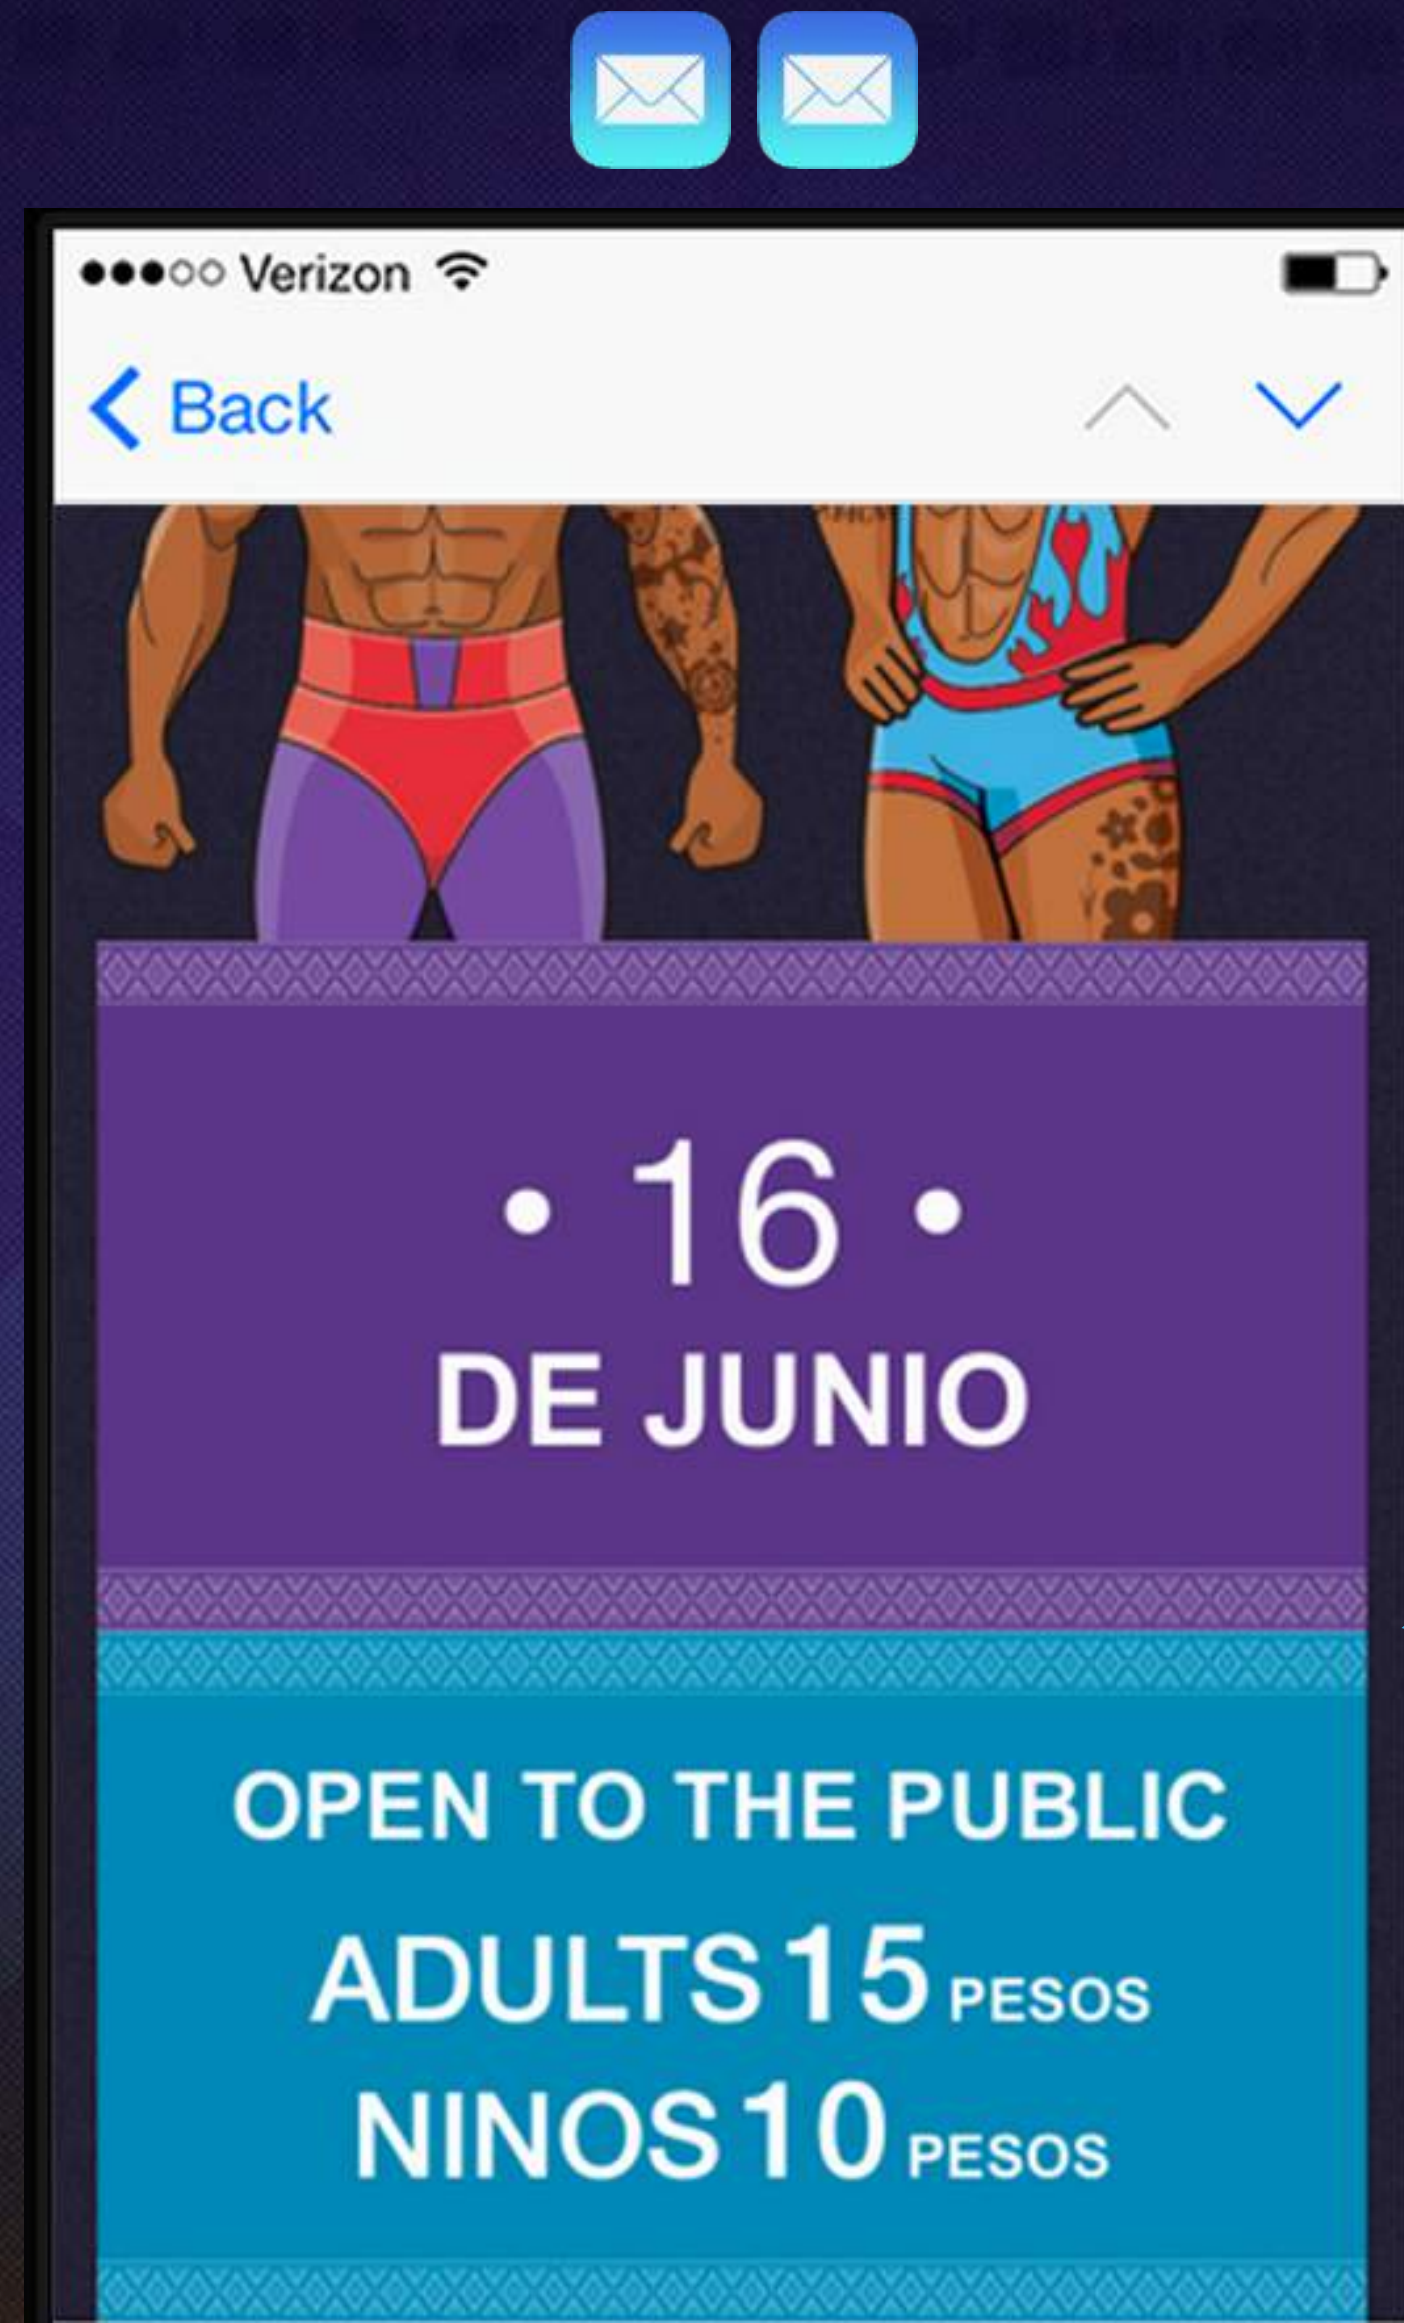 Verizon
Back
• 16 •
DE JUNIO
OPEN TO THE PUBLIC
ADULTS 15 PESOS
NINOS 10 PESOS